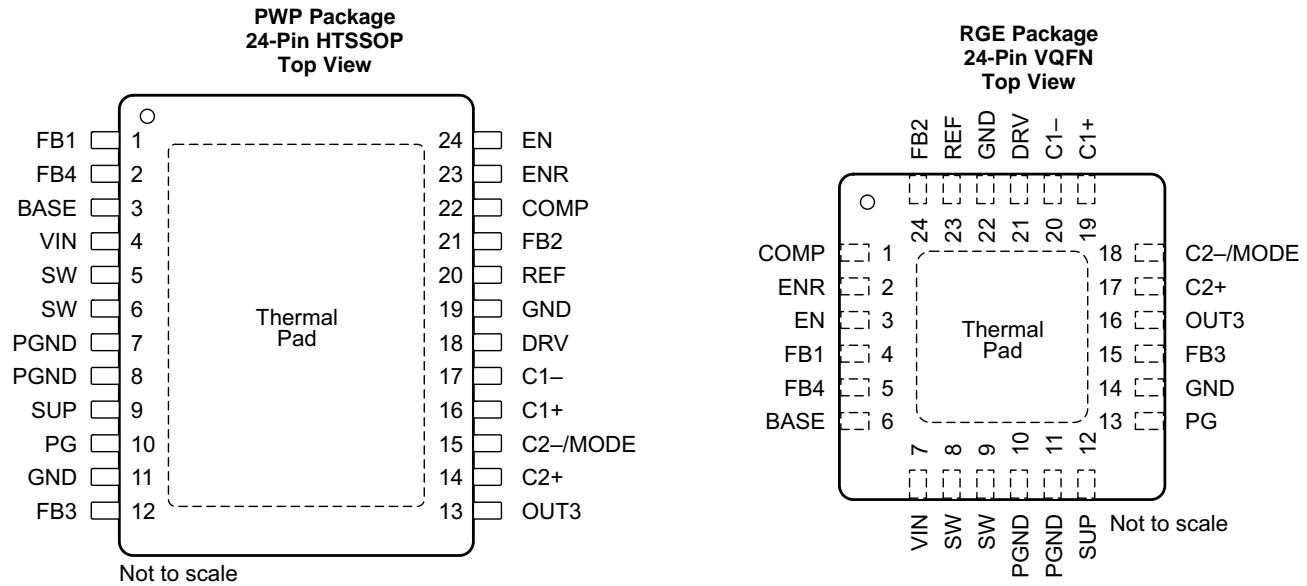 PWP Package
24-Pin HTSSOP
Top View
FB1 1
FB4 2
BASE 3
VIN 4
SW 5
SW 6
PGND 7
PGND 8
SUP 9
PG 10
GND 11
FB3 12
Thermal
Pad
24 EN
23 ENR
22 COMP
21 FB2
20 REF
19 GND
18 DRV
17 C1–
16 C1+
15 C2–/MODE
14 C2+
13 OUT3
Not to scale
RGE Package
24-Pin VQFN
Top View
FB2 REF GND DRV C1– C1+
24 23 22 21 20 19
COMP 1
ENR 2
EN 3
FB1 4
FB4 5
BASE 6
Thermal
Pad
18 C2–/MODE
17 C2+
16 OUT3
15 FB3
14 GND
13 PG
7 8 9 10 11 12
VIN SW SW PGND PGND SUP
Not to scale